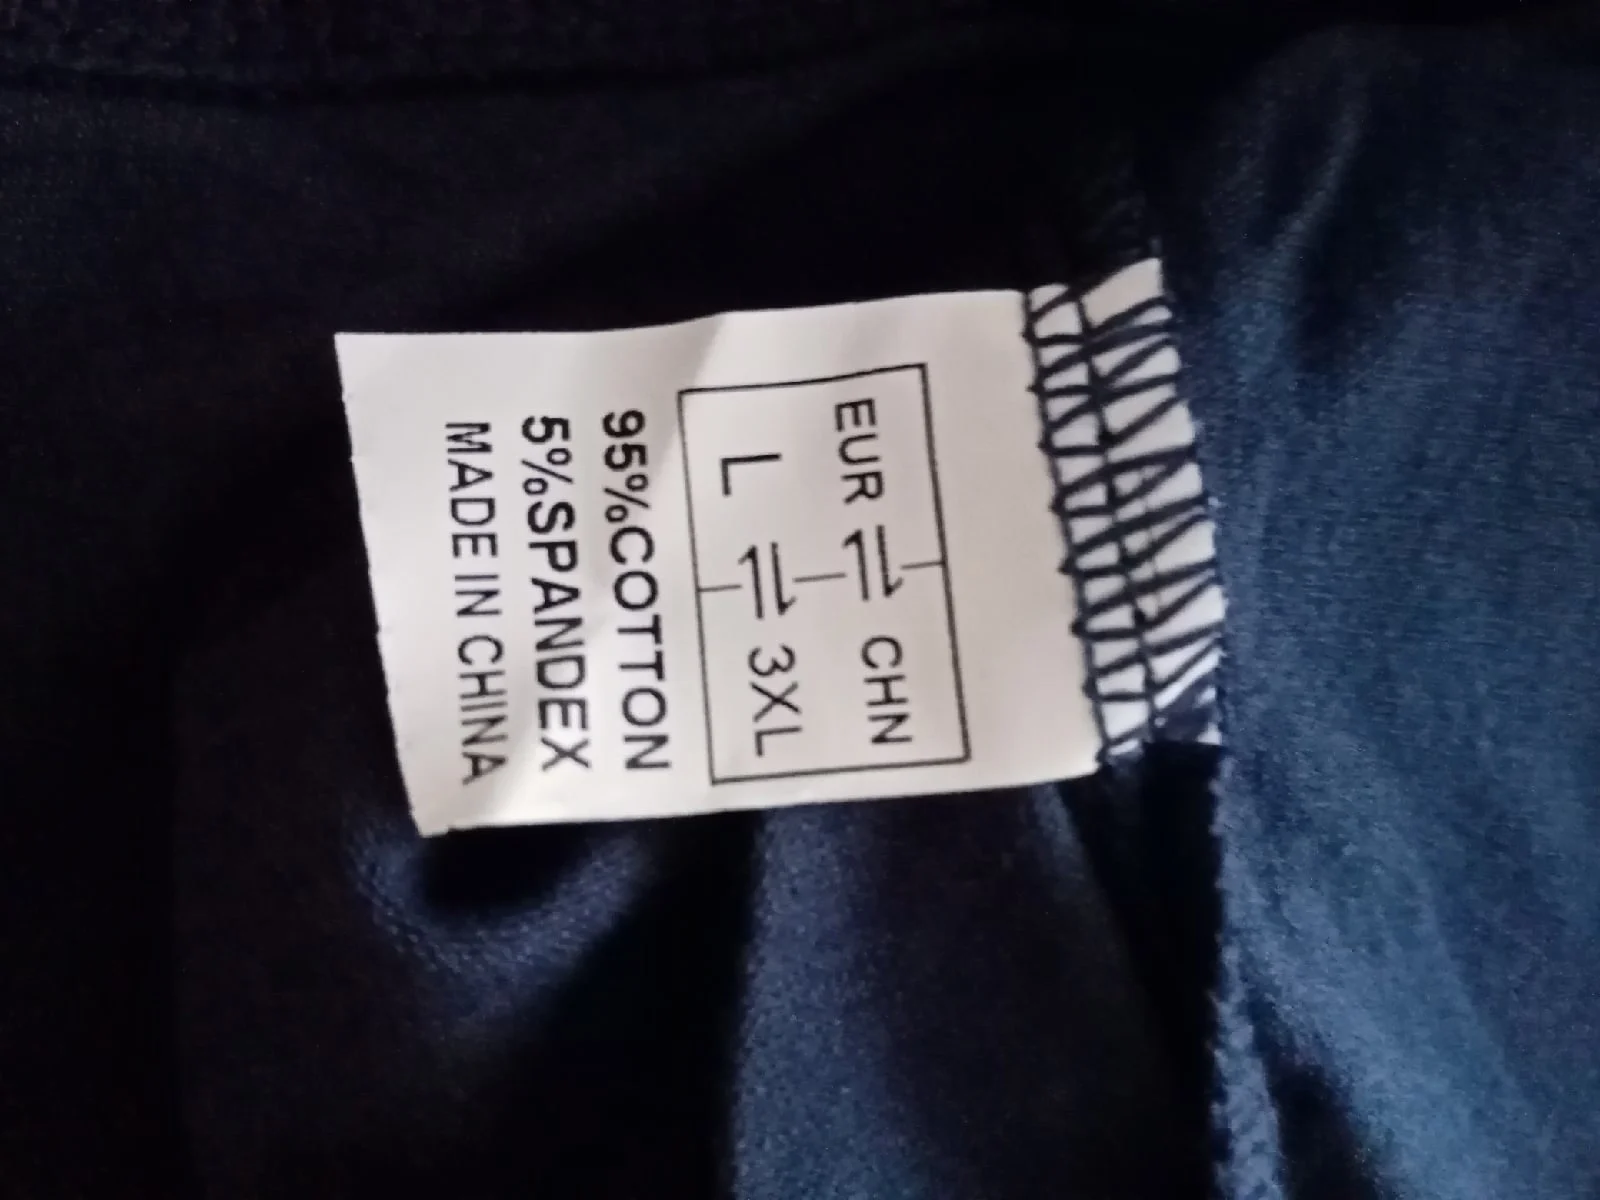 EUR ⇌ CHN
L ⇌ 3XL
95%COTTON
5%SPANDEX
MADE IN CHINA